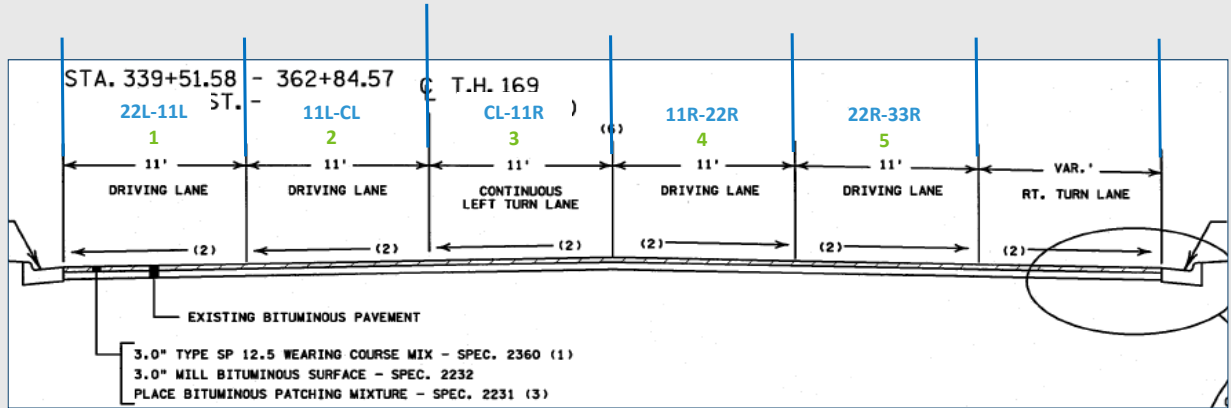 STA. 339+51.58 - 362+84.57 ℄ T.H. 169
ST. - )
22L-11L 11L-CL CL-11R 11R-22R 22R-33R
(6)
1 2 3 4 5
11' 11' 11' 11' 11' VAR.'
DRIVING LANE DRIVING LANE CONTINUOUS DRIVING LANE DRIVING LANE RT. TURN LANE
LEFT TURN LANE
(2) (2) (2) (2) (2) (2)
EXISTING BITUMINOUS PAVEMENT
3.0" TYPE SP 12.5 WEARING COURSE MIX - SPEC. 2360 (1)
3.0" MILL BITUMINOUS SURFACE - SPEC. 2232
PLACE BITUMINOUS PATCHING MIXTURE - SPEC. 2231 (3)